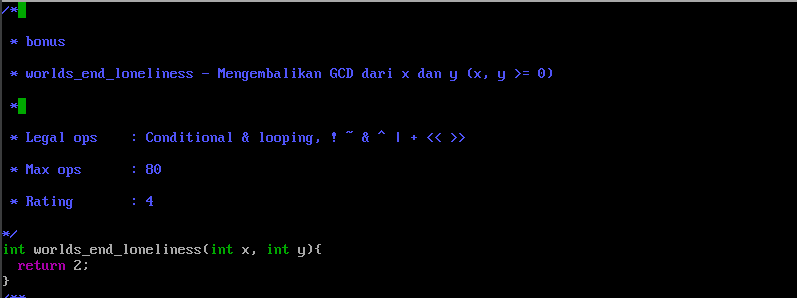 /*
* bonus
* worlds_end_loneliness - Mengembalikan GCD dari x dan y (x, y >= 0)
*
* Legal ops    : Conditional & looping, ! ~ & ^ | + << >>
* Max ops      : 80
* Rating       : 4
*/
int worlds_end_loneliness(int x, int y){
  return 2;
}
/**